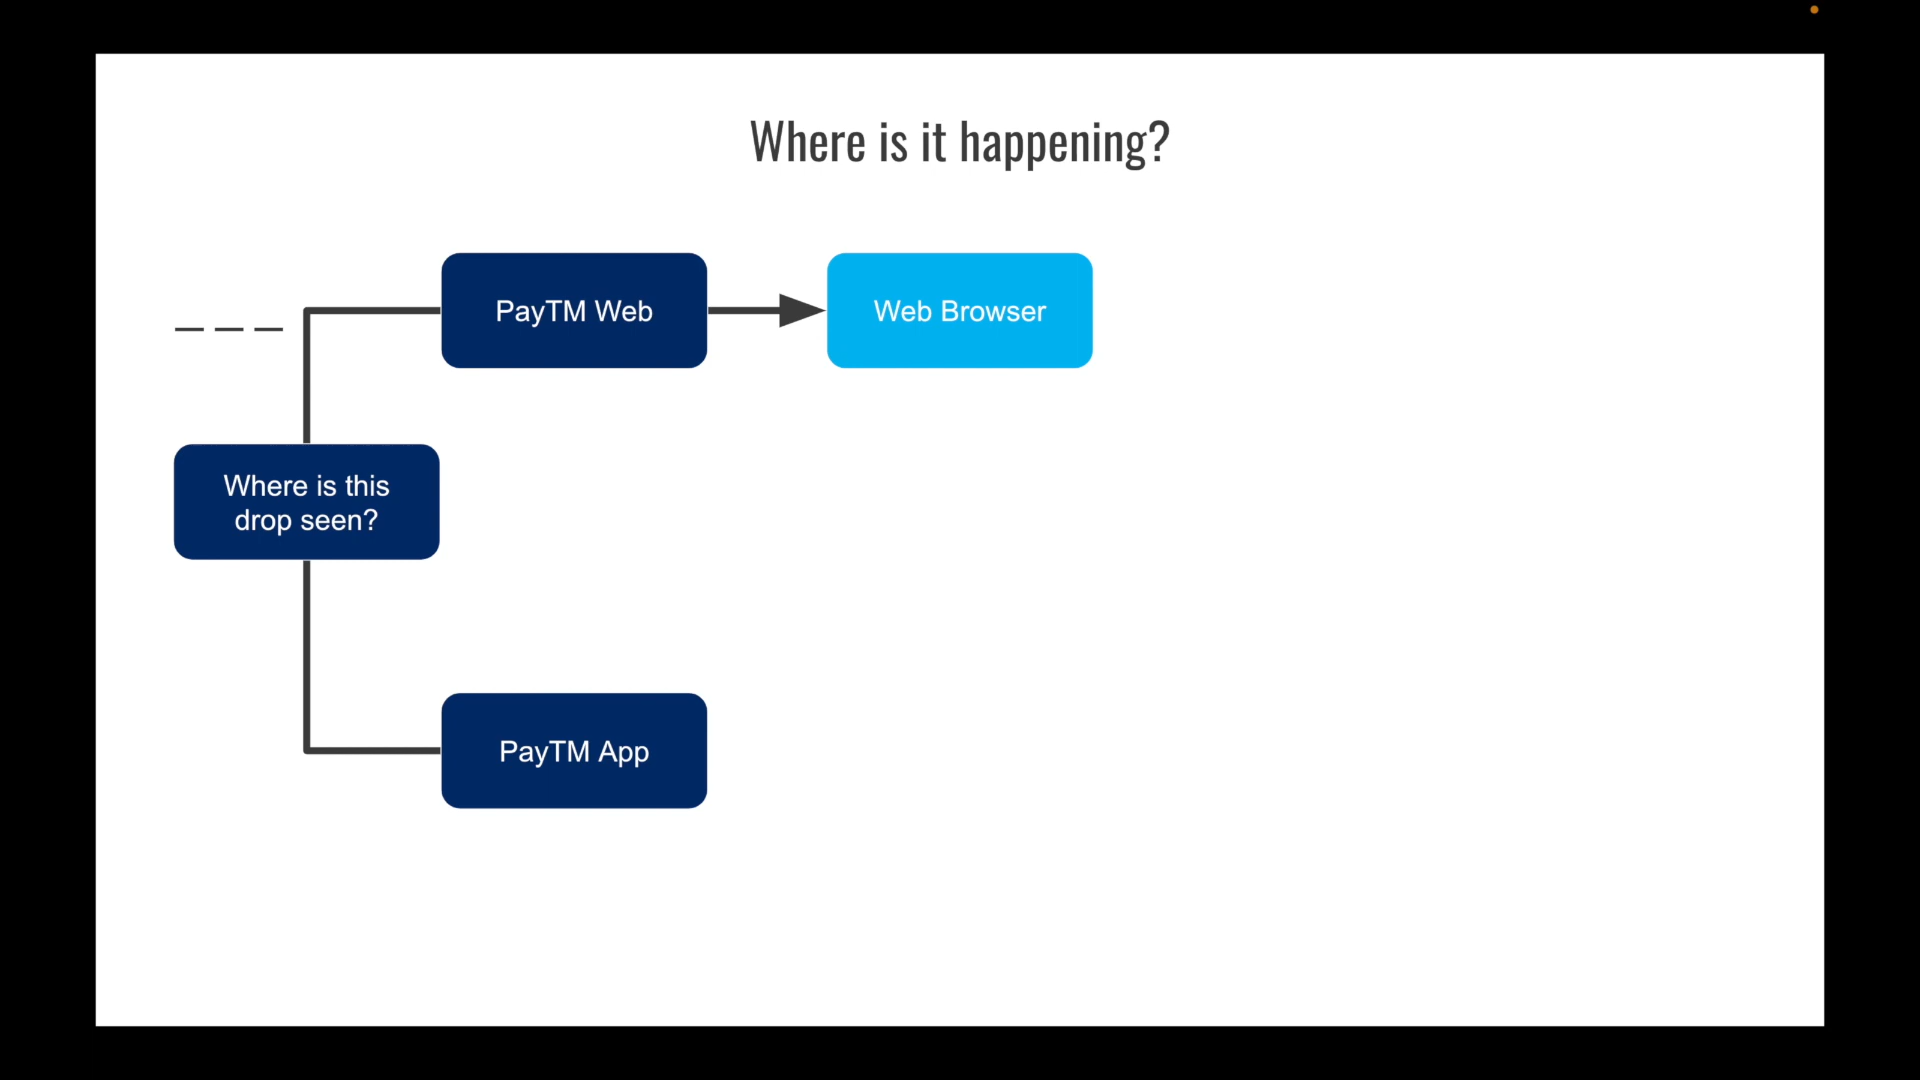 Where is it happening?
PayTM Web
Web Browser
Where is this
drop seen?
PayTM App